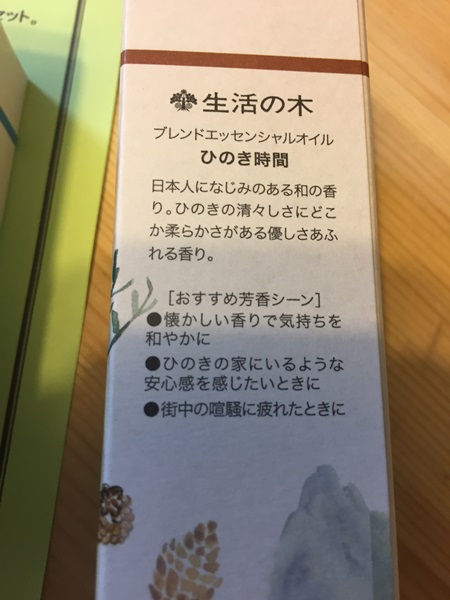 セット。
生活の木
ブレンドエッセンシャルオイル
ひのき時間
日本人になじみのある和の香
り。ひのきの清々しさにどこ
か柔らかさがある優しさあふ
れる香り。
［おすすめ芳香シーン］
●懐かしい香りで気持ちを
和やかに
●ひのきの家にいるような
安心感を感じたいときに
●街中の喧騒に疲れたときに